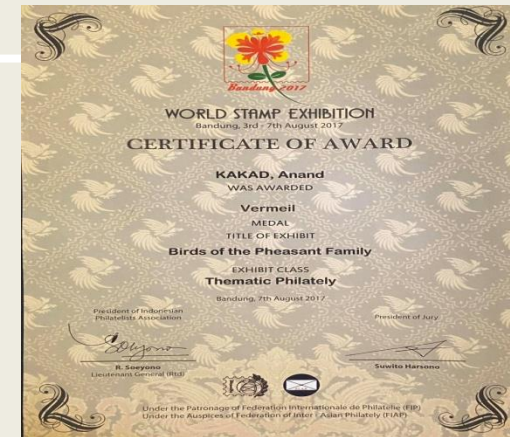 Bandung 2017
WORLD STAMP EXHIBITION
Bandung, 3rd - 7th August 2017
CERTIFICATE OF AWARD
KAKAD, Anand
WAS AWARDED
Vermeil
MEDAL
TITLE OF EXHIBIT
Birds of the Pheasant Family
EXHIBIT CLASS
Thematic Philately
Bandung, 7th August 2017
President of Indonesian
Philatelists Association
R. Soeyono
Lieutenant General (Rtd)
President of Jury
Suwito Harsono
Under the Patronage of Federation Internationale de Philatelie (FIP)
Under the Auspices of Federation of Inter - Asian Philately (FIAP)